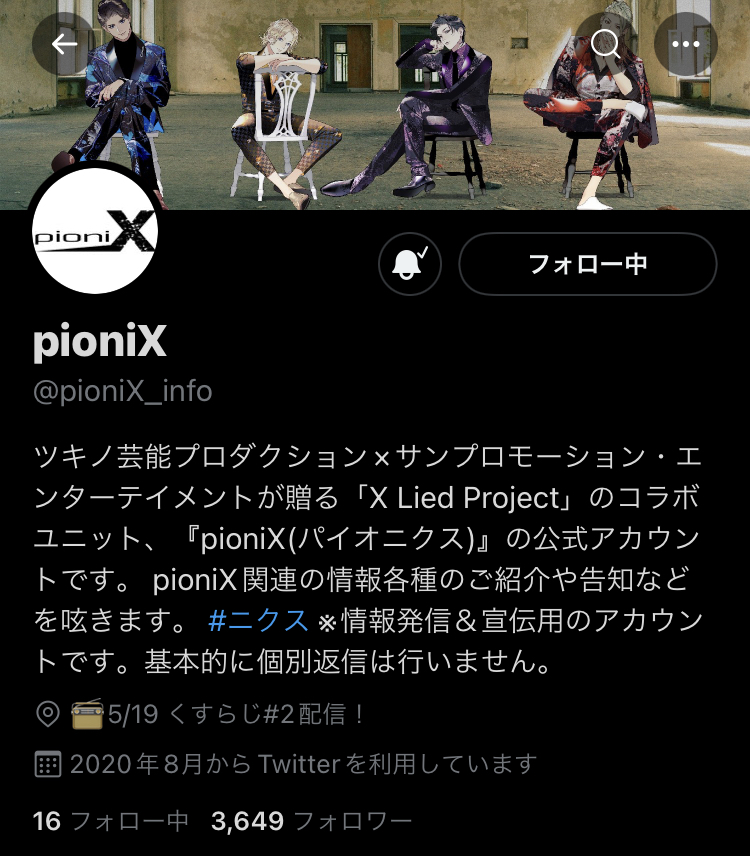 pioniX
フォロー中
pioniX
@pioniX_info
ツキノ芸能プロダクション×サンプロモーション・エ
ンターテイメントが贈る「X Lied Project」のコラボ
ユニット、『pioniX(パイオニクス)』の公式アカウン
トです。 pioniX関連の情報各種のご紹介や告知など
を呟きます。 #ニクス ※情報発信＆宣伝用のアカウン
トです。基本的に個別返信は行いません。
5/19 くすらじ#2配信！
2020年8月からTwitterを利用しています
16 フォロー中 3,649 フォロワー